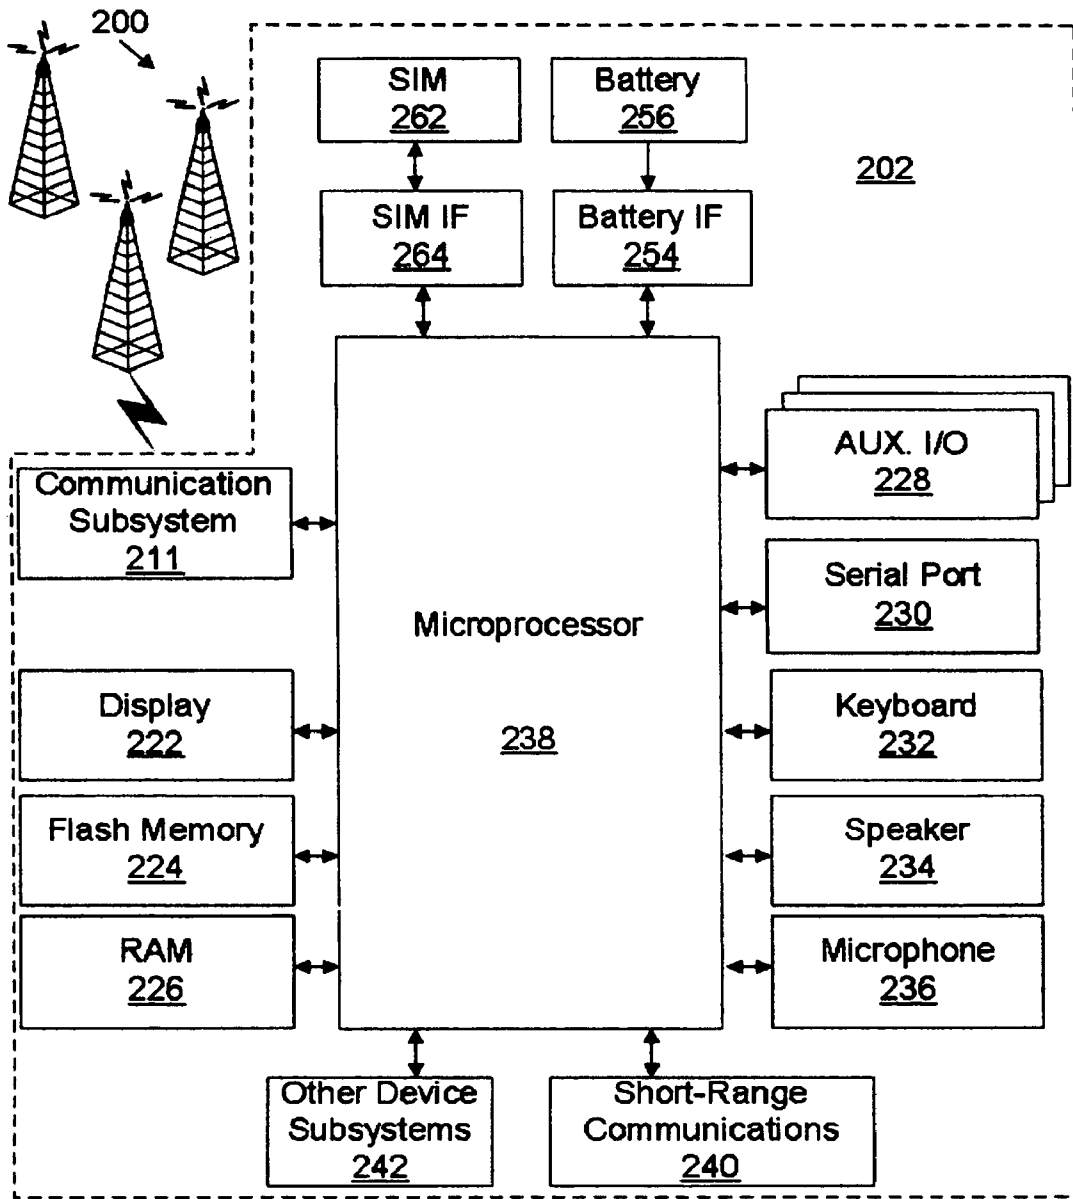 200
SIM
262
Battery
256
202
SIM IF
264
Battery IF
254
AUX. I/O
228
Communication
Subsystem
211
Serial Port
230
Microprocessor
238
Display
222
Keyboard
232
Flash Memory
224
Speaker
234
RAM
226
Microphone
236
Other Device
Subsystems
242
Short-Range
Communications
240